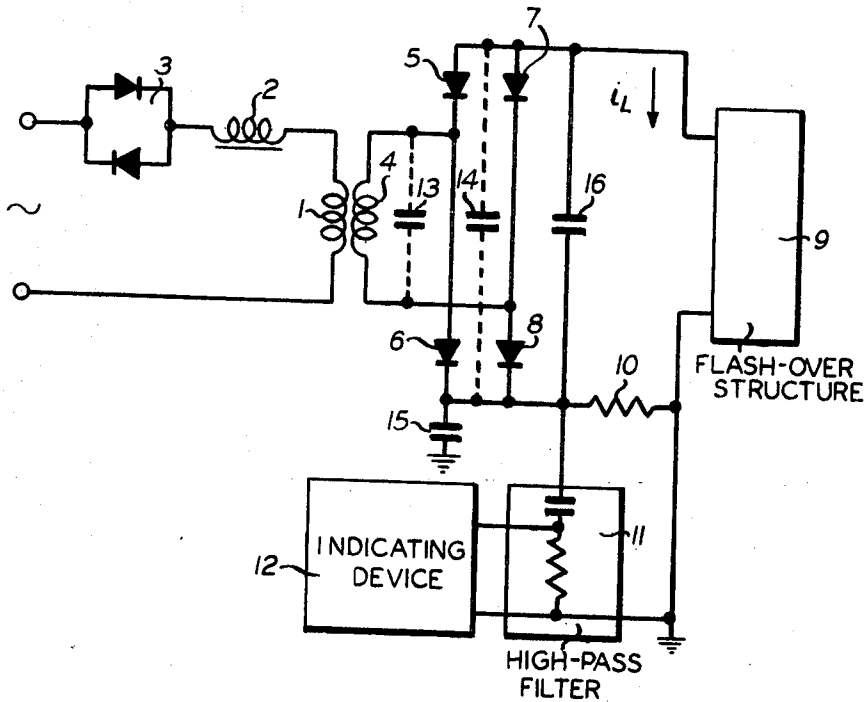 7
5
3
2
i_L
13
4
14
16
~
1
9
6
8
10
FLASH-OVER
STRUCTURE
15
11
12
INDICATING
DEVICE
HIGH-PASS
FILTER